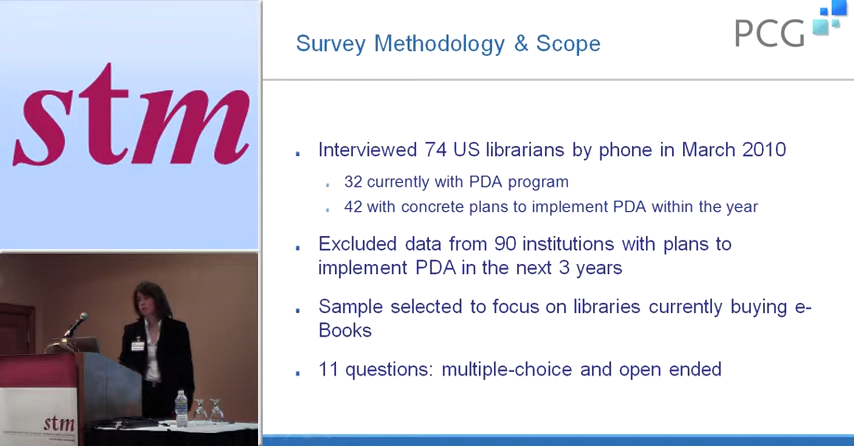 stm
Survey Methodology & Scope
PCG
Interviewed 74 US librarians by phone in March 2010
32 currently with PDA program
42 with concrete plans to implement PDA within the year
Excluded data from 90 institutions with plans to
implement PDA in the next 3 years
Sample selected to focus on libraries currently buying e-
Books
11 questions: multiple-choice and open ended
stm